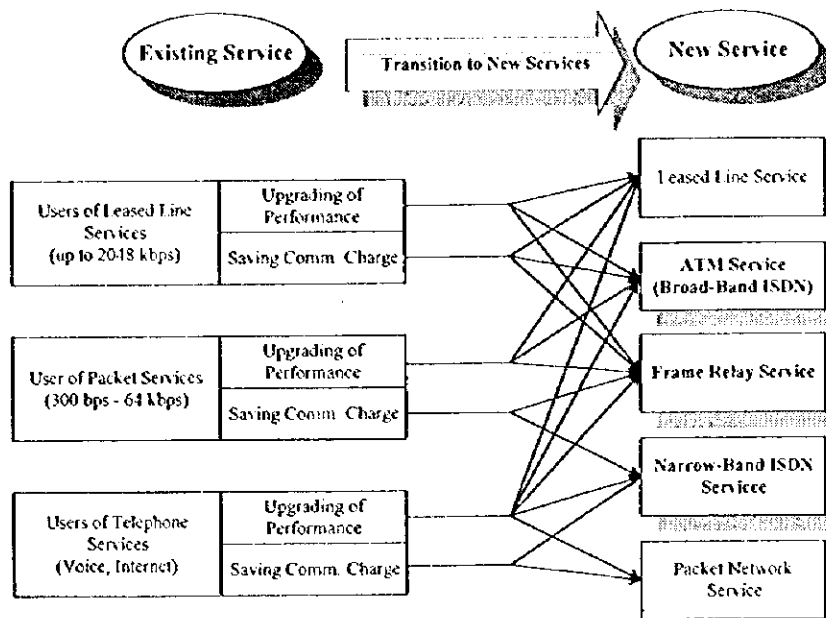 Existing Service
Transition to New Services
New Service
Users of Leased Line
Services
(up to 2048 kbps)
Upgrading of
Performance
Saving Comm. Charge
User of Packet Services
(300 bps - 64 kbps)
Upgrading of
Performance
Saving Comm. Charge
Users of Telephone
Services
(Voice, Internet)
Upgrading of
Performance
Saving Comm. Charge
Leased Line Service
ATM Service
(Broad-Band ISDN)
Frame Relay Service
Narrow-Band ISDN
Servicee
Packet Network
Service